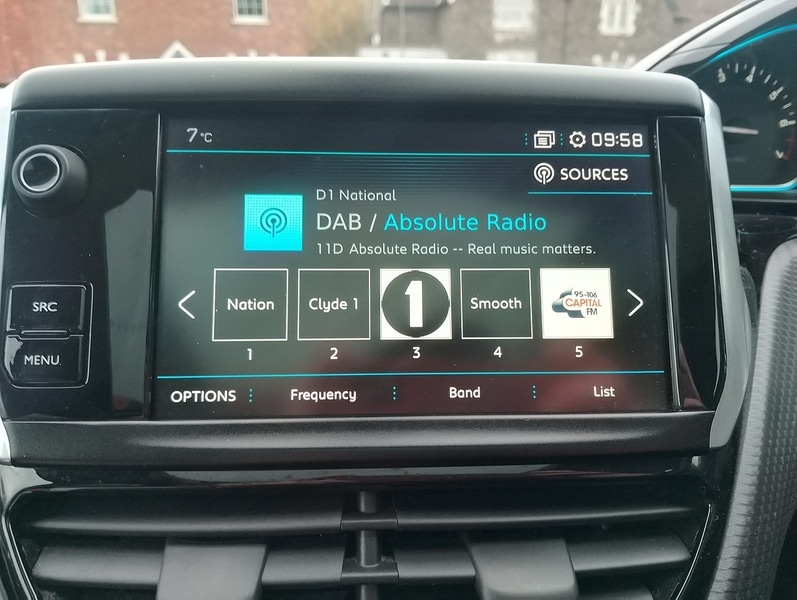 7°C
09:58
SOURCES
D1 National
DAB / Absolute Radio
11D Absolute Radio -- Real music matters.
SRC
MENU
Nation
Clyde 1
1
Smooth
95-106
CAPITAL
FM
1 2 3 4 5
OPTIONS Frequency Band List